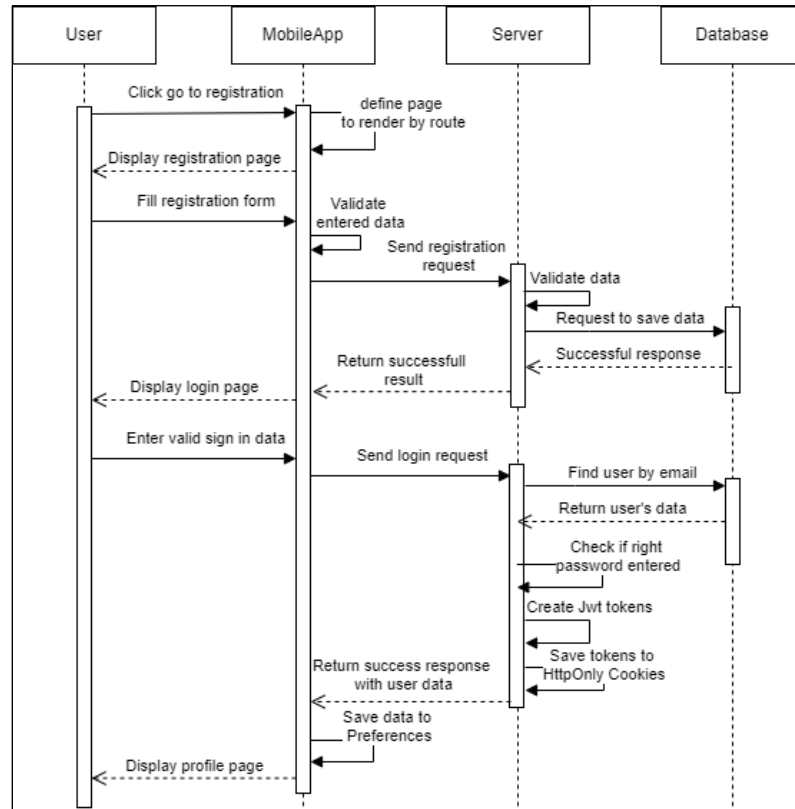 User
MobileApp
Server
Database
Click go to registration
define page
to render by route
Display registration page
Fill registration form
Validate
entered data
Send registration
request
Validate data
Request to save data
Successful response
Return successfull
result
Display login page
Enter valid sign in data
Send login request
Find user by email
Return user's data
Check if right
password entered
Create Jwt tokens
Save tokens to
HttpOnly Cookies
Return success response
with user data
Save data to
Preferences
Display profile page